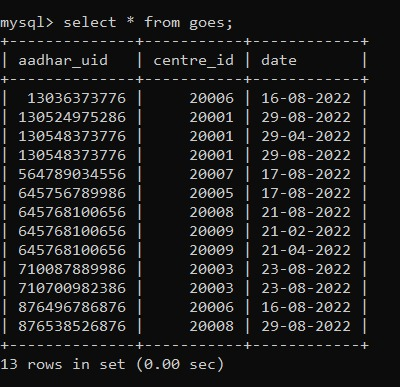 mysql> select * from goes;
+--------------+-----------+------------+
| aadhar_uid   | centre_id | date       |
+--------------+-----------+------------+
|  13036373776 |     20006 | 16-08-2022 |
| 130524975286 |     20001 | 29-08-2022 |
| 130548373776 |     20001 | 29-04-2022 |
| 130548373776 |     20001 | 29-08-2022 |
| 564789034556 |     20007 | 17-08-2022 |
| 645756789986 |     20005 | 17-08-2022 |
| 645768100656 |     20008 | 21-08-2022 |
| 645768100656 |     20009 | 21-02-2022 |
| 645768100656 |     20009 | 21-04-2022 |
| 710087889986 |     20003 | 23-08-2022 |
| 710700982386 |     20003 | 23-08-2022 |
| 876496786876 |     20006 | 16-08-2022 |
| 876538526876 |     20008 | 29-08-2022 |
+--------------+-----------+------------+
13 rows in set (0.00 sec)